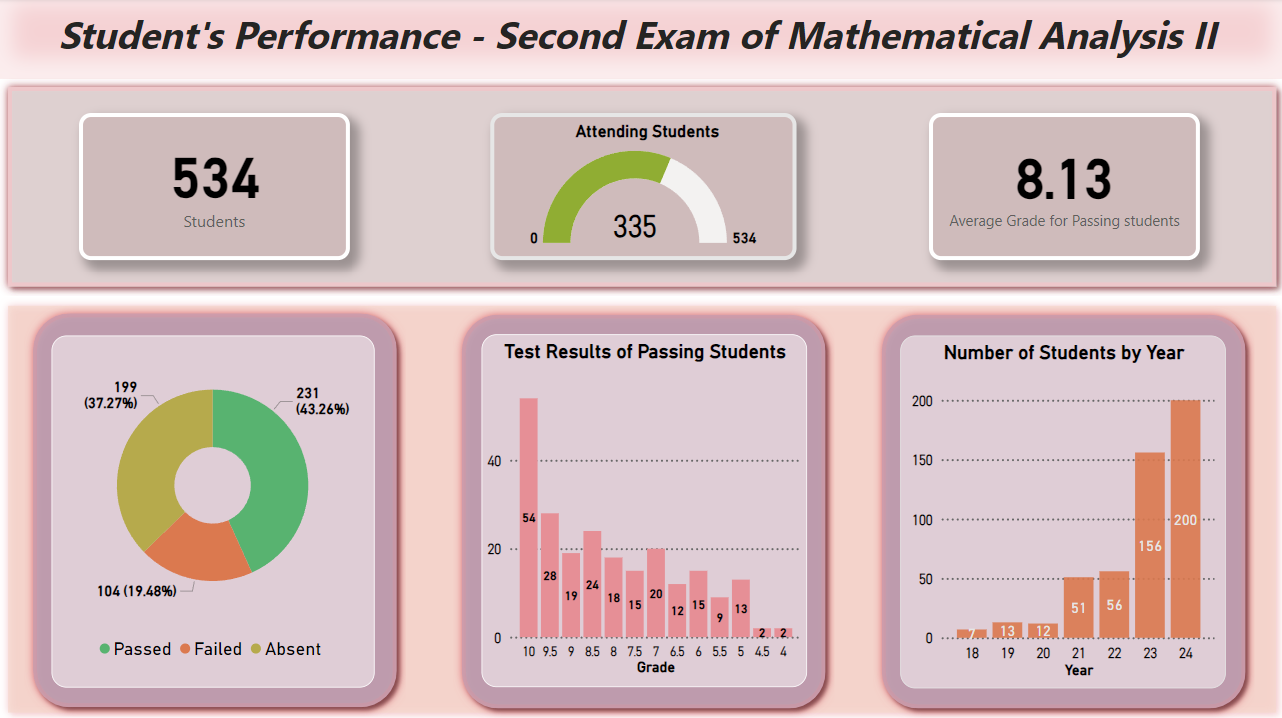 Student's Performance - Second Exam of Mathematical Analysis II
534
Students
Attending Students
335
0
534
8.13
Average Grade for Passing students
199
(37.27%)
231
(43.26%)
104 (19.48%)
Passed Failed Absent
Test Results of Passing Students
40
20
0
54 28 19 24 18 15 20 12 15 9 13 2 2
10 9.5 9 8.5 8 7.5 7 6.5 6 5.5 5 4.5 4
Grade
Number of Students by Year
200
150
100
50
0
7 13 12 51 56 156 200
18 19 20 21 22 23 24
Year